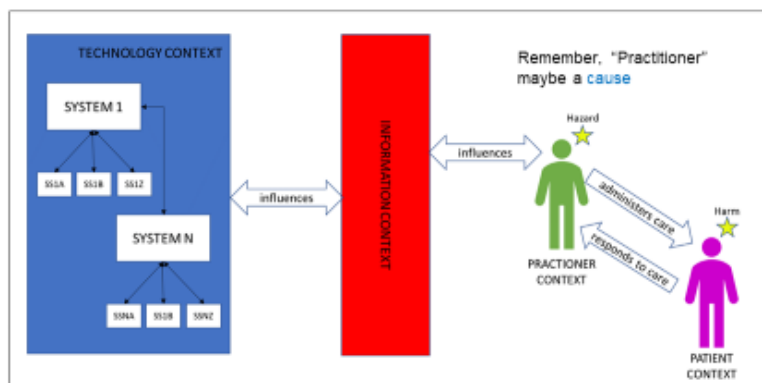 TECHNOLOGY CONTEXT
SYSTEM 1
SS1A
SS1B
SS1Z
SYSTEM N
SSNA
SS1B
SSNZ
influences
INFORMATION CONTEXT
influences
Remember, “Practitioner”
maybe a cause
Hazard
PRACTIONER
CONTEXT
administers care
responds to care
Harm
PATIENT
CONTEXT